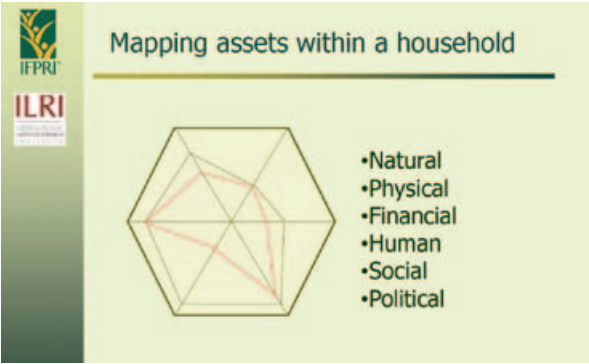 IFPRI®
Mapping assets within a household
ILRI
•Natural
•Physical
•Financial
•Human
•Social
•Political